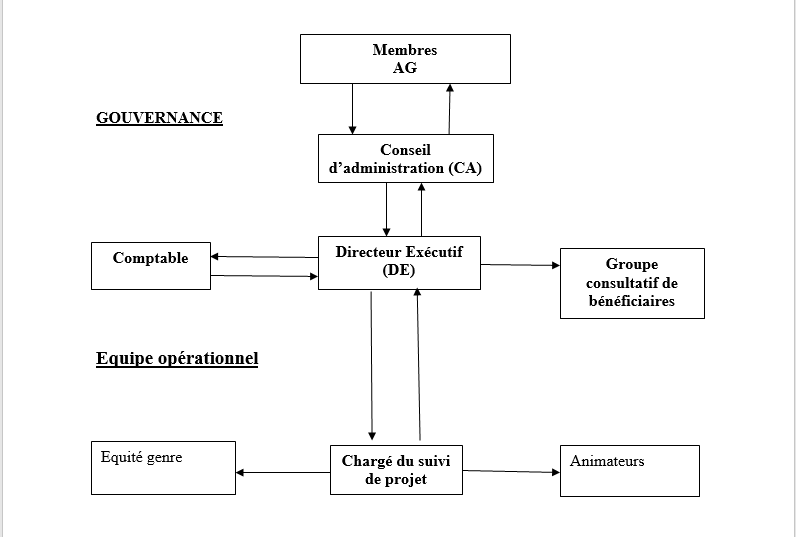 Membres
AG
GOUVERNANCE
Conseil
d’administration (CA)
Comptable
Directeur Exécutif
(DE)
Groupe
consultatif de
bénéficiaires
Equipe opérationnel
Equité genre
Chargé du suivi
de projet
Animateurs